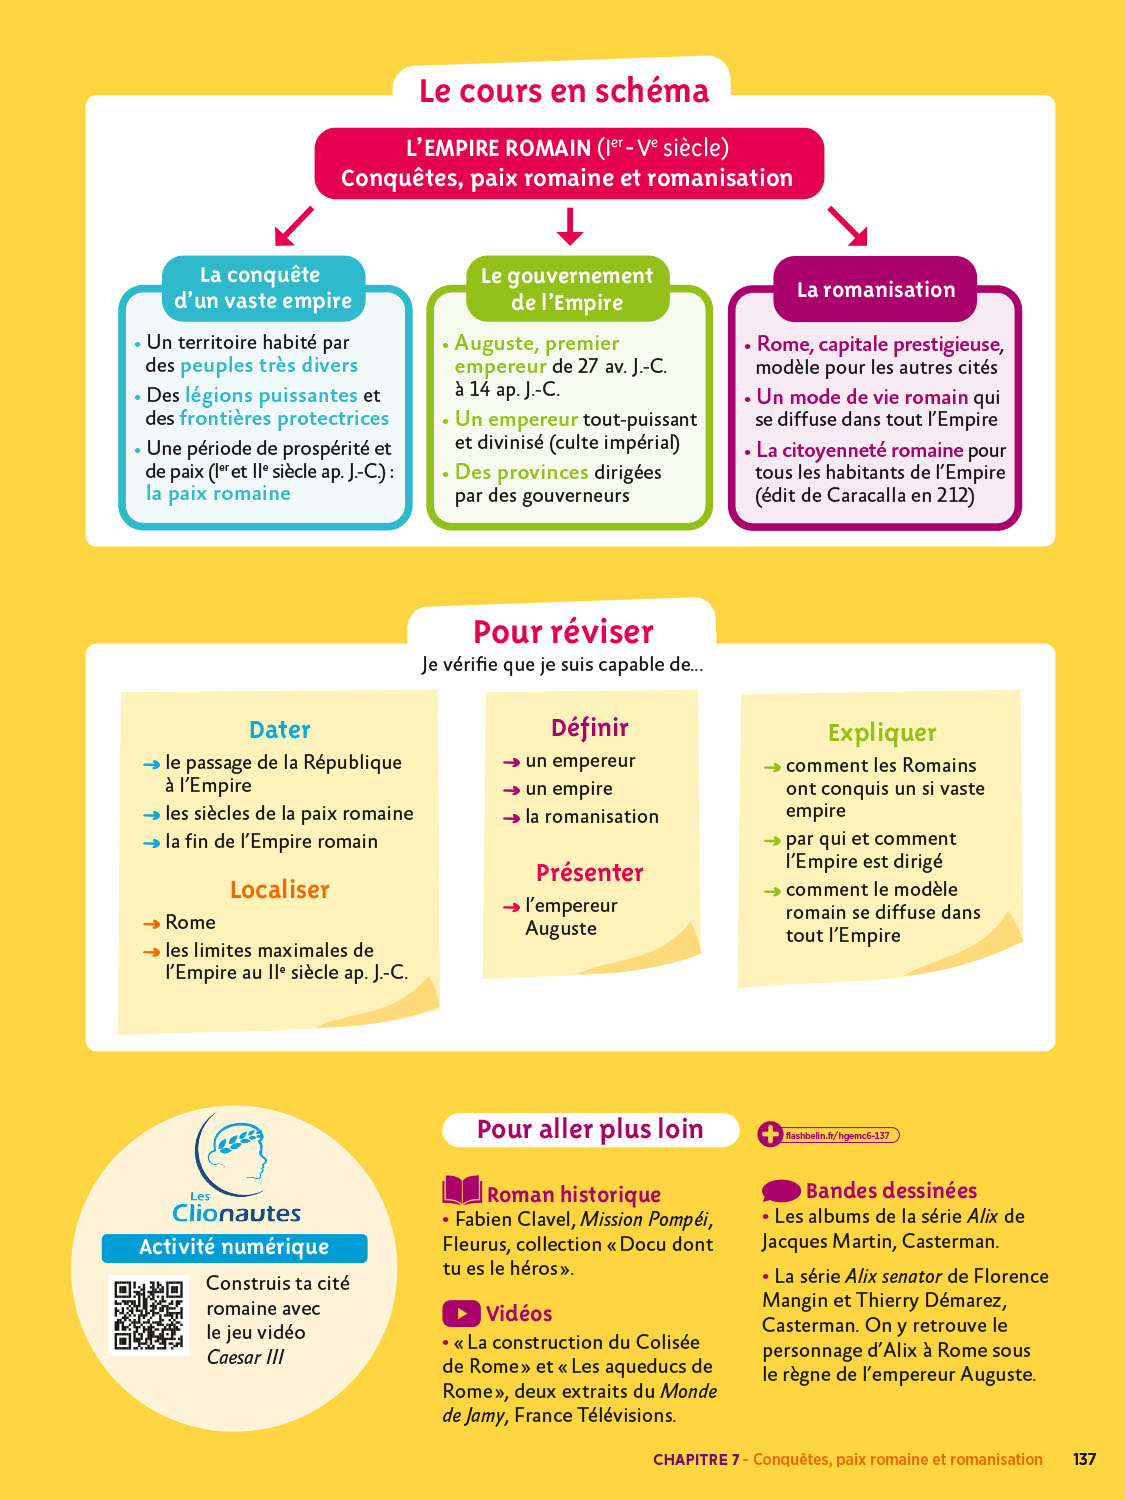 Le cours en schéma
L'EMPIRE ROMAIN (Ier - Ve siècle)
Conquêtes, paix romaine et romanisation
La conquête
d'un vaste empire
• Un territoire habité par
des peuples très divers
• Des légions puissantes et
des frontières protectrices
• Une période de prospérité et
de paix (Ier et IIe siècle ap. J.-C.) :
la paix romaine
Le gouvernement
de l'Empire
• Auguste, premier
empereur de 27 av. J.-C.
à 14 ap. J.-C.
• Un empereur tout-puissant
et divinisé (culte impérial)
• Des provinces dirigées
par des gouverneurs
La romanisation
• Rome, capitale prestigieuse,
modèle pour les autres cités
• Un mode de vie romain qui
se diffuse dans tout l'Empire
• La citoyenneté romaine pour
tous les habitants de l'Empire
(édit de Caracalla en 212)
Pour réviser
Je vérifie que je suis capable de...
Dater
→ le passage de la République
à l'Empire
→ les siècles de la paix romaine
→ la fin de l'Empire romain
Localiser
→ Rome
→ les limites maximales de
l'Empire au IIe siècle ap. J.-C.
Définir
→ un empereur
→ un empire
→ la romanisation
Présenter
→ l'empereur
Auguste
Expliquer
→ comment les Romains
ont conquis un si vaste
empire
→ par qui et comment
l'Empire est dirigé
→ comment le modèle
romain se diffuse dans
tout l'Empire
Les
Clionautes
Activité numérique
Construis ta cité
romaine avec
le jeu vidéo
Caesar III
Pour aller plus loin
flashbelin.fr/hgemc6-137
Roman historique
• Fabien Clavel, Mission Pompéi,
Fleurus, collection « Docu dont
tu es le héros ».
Vidéos
• « La construction du Colisée
de Rome » et « Les aqueducs de
Rome », deux extraits du Monde
de Jamy, France Télévisions.
Bandes dessinées
• Les albums de la série Alix de
Jacques Martin, Casterman.
• La série Alix senator de Florence
Mangin et Thierry Démarez,
Casterman. On y retrouve le
personnage d'Alix à Rome sous
le règne de l'empereur Auguste.
CHAPITRE 7 - Conquêtes, paix romaine et romanisation 137